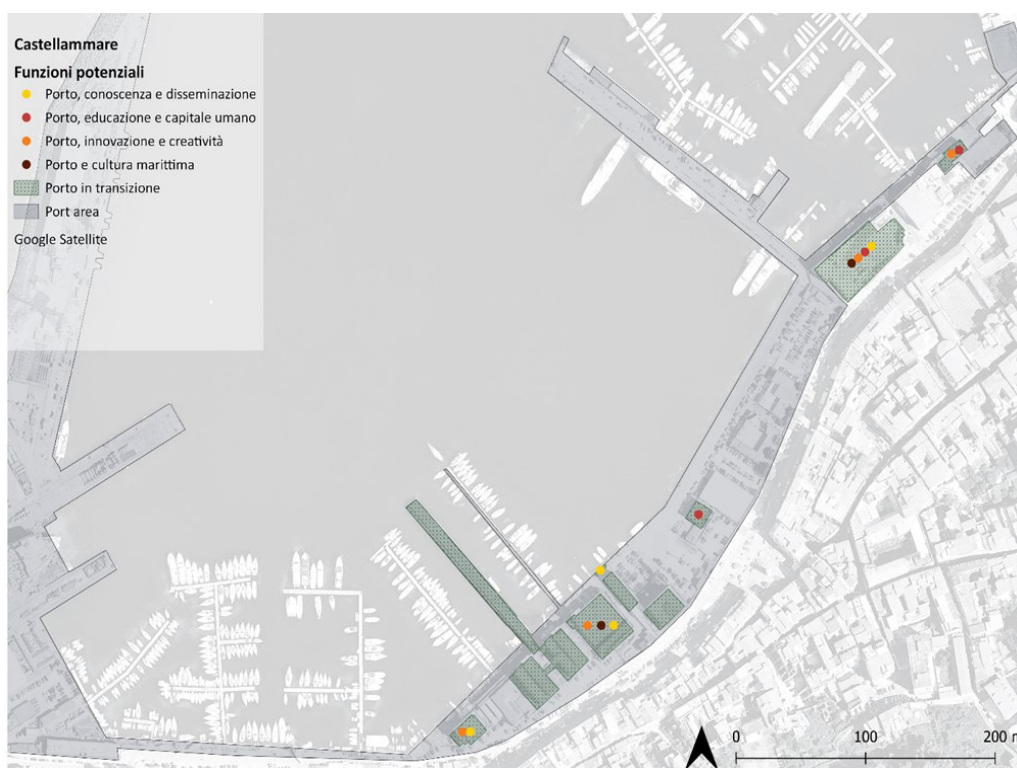 Castellammare
Funzioni potenziali
Porto, conoscenza e disseminazione
Porto, educazione e capitale umano
Porto, innovazione e creatività
Porto e cultura marittima
Porto in transizione
Port area
Google Satellite
0 100 200 m